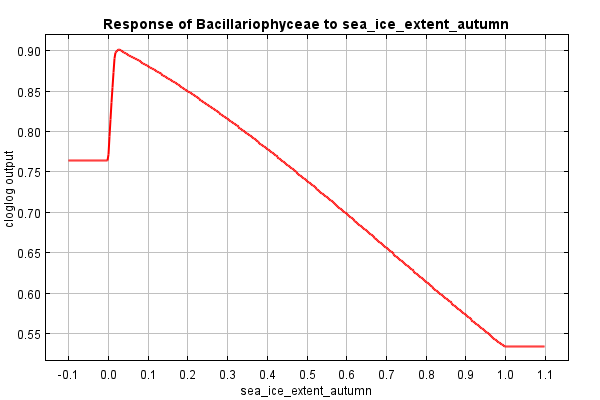 Response of Bacillariophyceae to sea_ice_extent_autumn
cloglog output
0.90
0.85
0.80
0.75
0.70
0.65
0.60
0.55
-0.1 0.0 0.1 0.2 0.3 0.4 0.5 0.6 0.7 0.8 0.9 1.0 1.1
sea_ice_extent_autumn